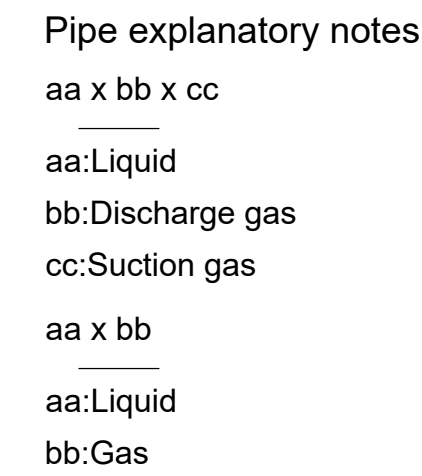 Pipe explanatory notes
aa x bb x cc
aa:Liquid
bb:Discharge gas
cc:Suction gas
aa x bb
aa:Liquid
bb:Gas